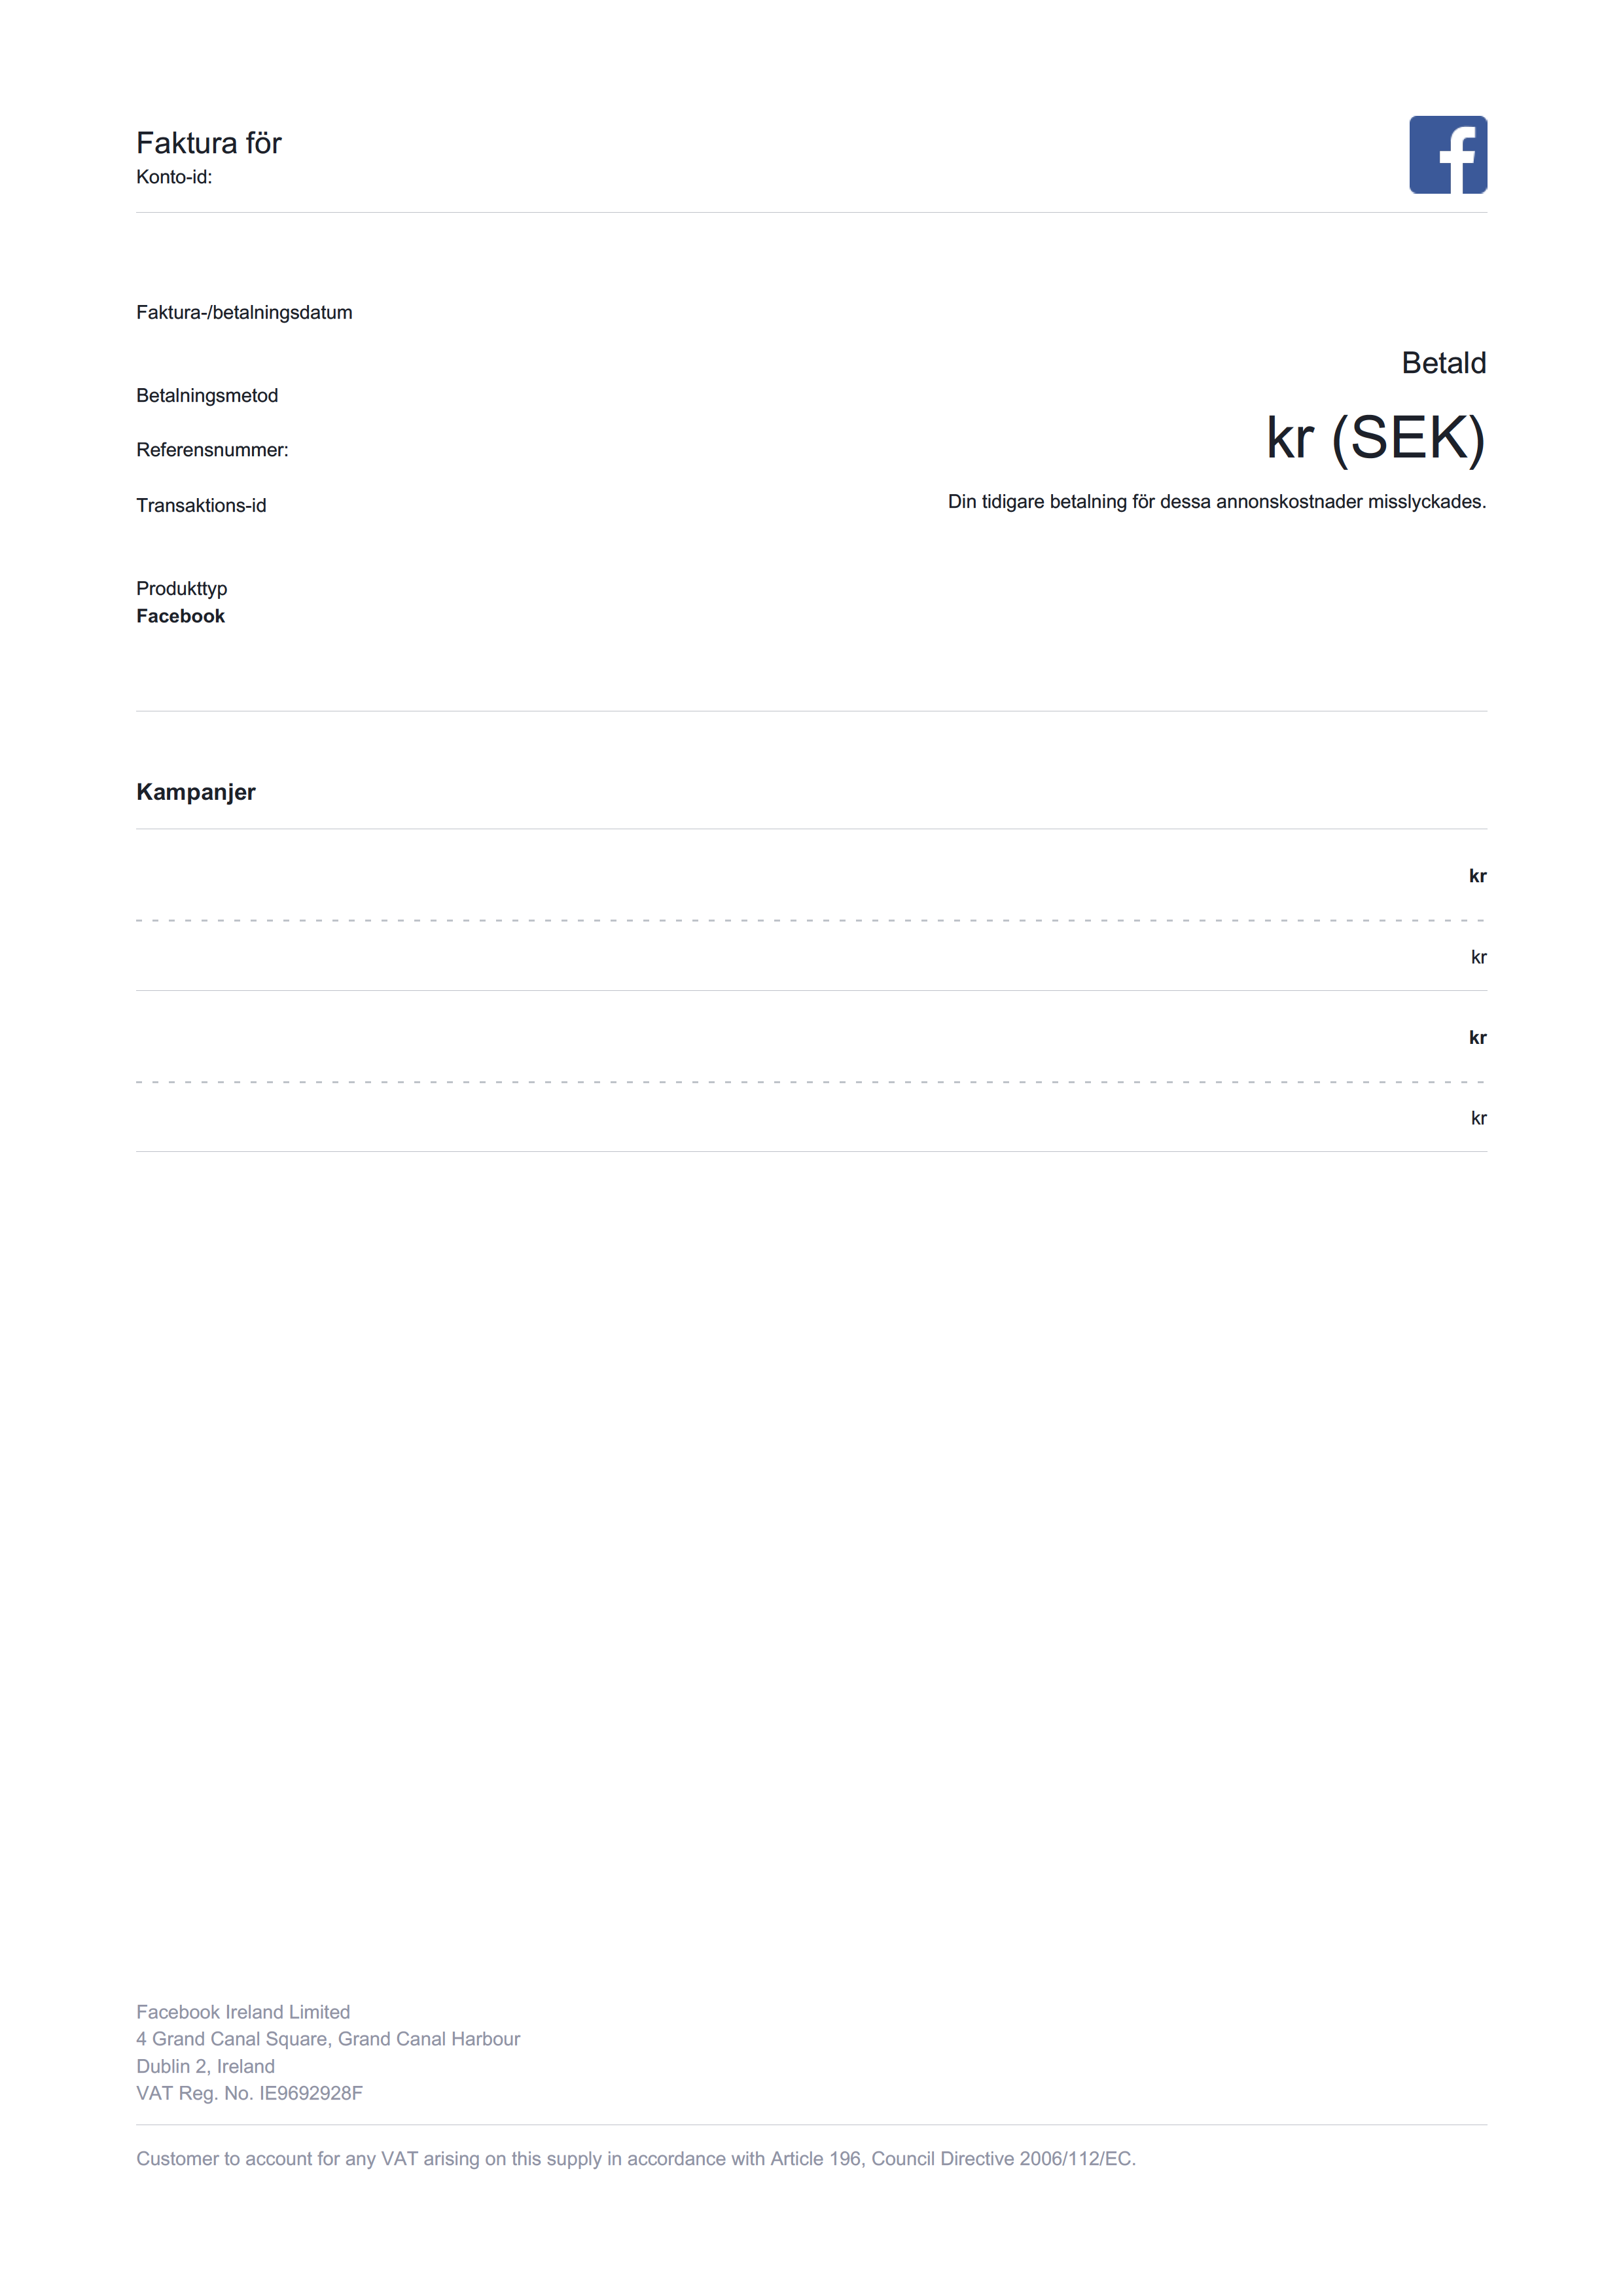 Faktura för
Konto-id:
Faktura-/betalningsdatum
Betalningsmetod
Referensnummer:
Transaktions-id
Produkttyp
Facebook
Betald
kr (SEK)
Din tidigare betalning för dessa annonskostnader misslyckades.
Kampanjer
kr
kr
kr
kr
Facebook Ireland Limited
4 Grand Canal Square, Grand Canal Harbour
Dublin 2, Ireland
VAT Reg. No. IE9692928F
Customer to account for any VAT arising on this supply in accordance with Article 196, Council Directive 2006/112/EC.